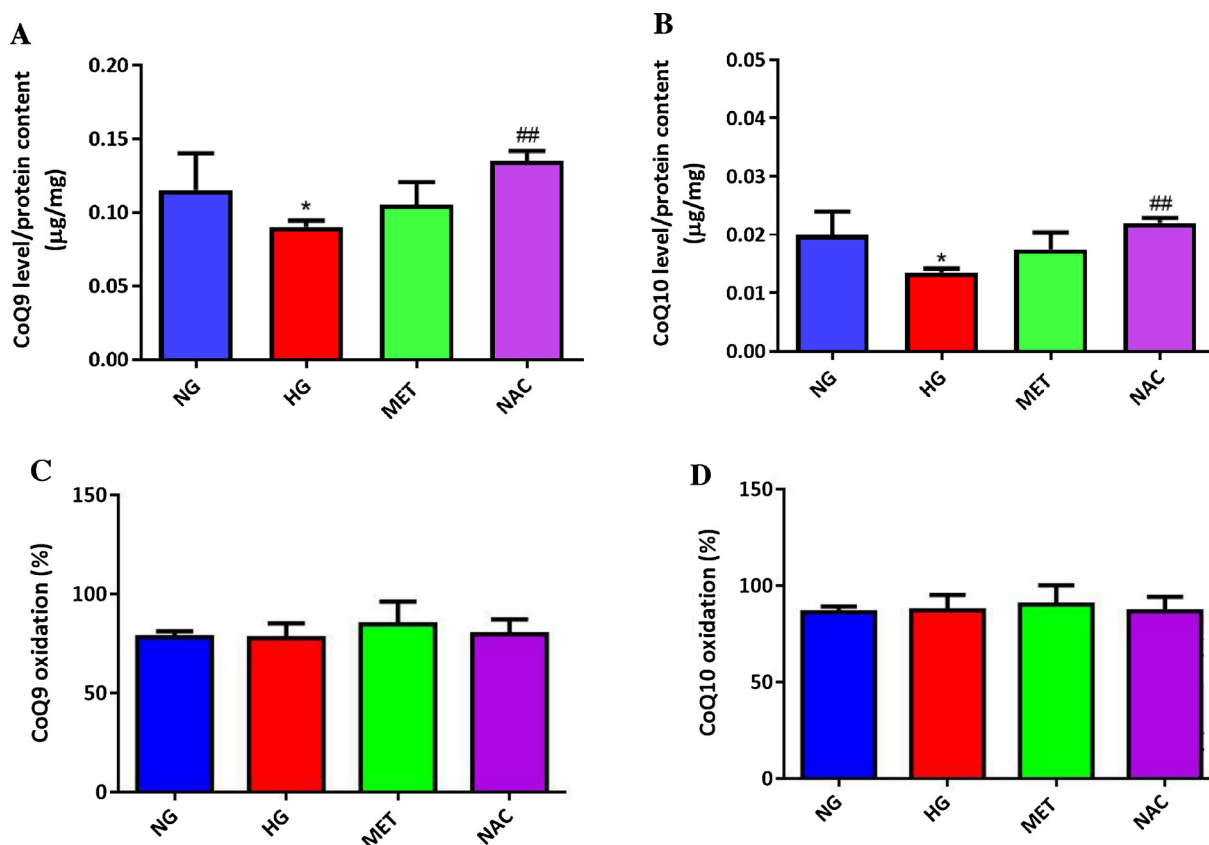 A
CoQ9 level/protein content
(µg/mg)
0.20
0.15
0.10
0.05
0.00
*
##
NG
HG
MET
NAC
B
CoQ10 level/protein content
(µg/mg)
0.05
0.04
0.03
0.02
0.01
0.00
*
##
NG
HG
MET
NAC
C
CoQ9 oxidation (%)
150
100
50
0
NG
HG
MET
NAC
D
CoQ10 oxidation (%)
150
100
50
0
NG
HG
MET
NAC